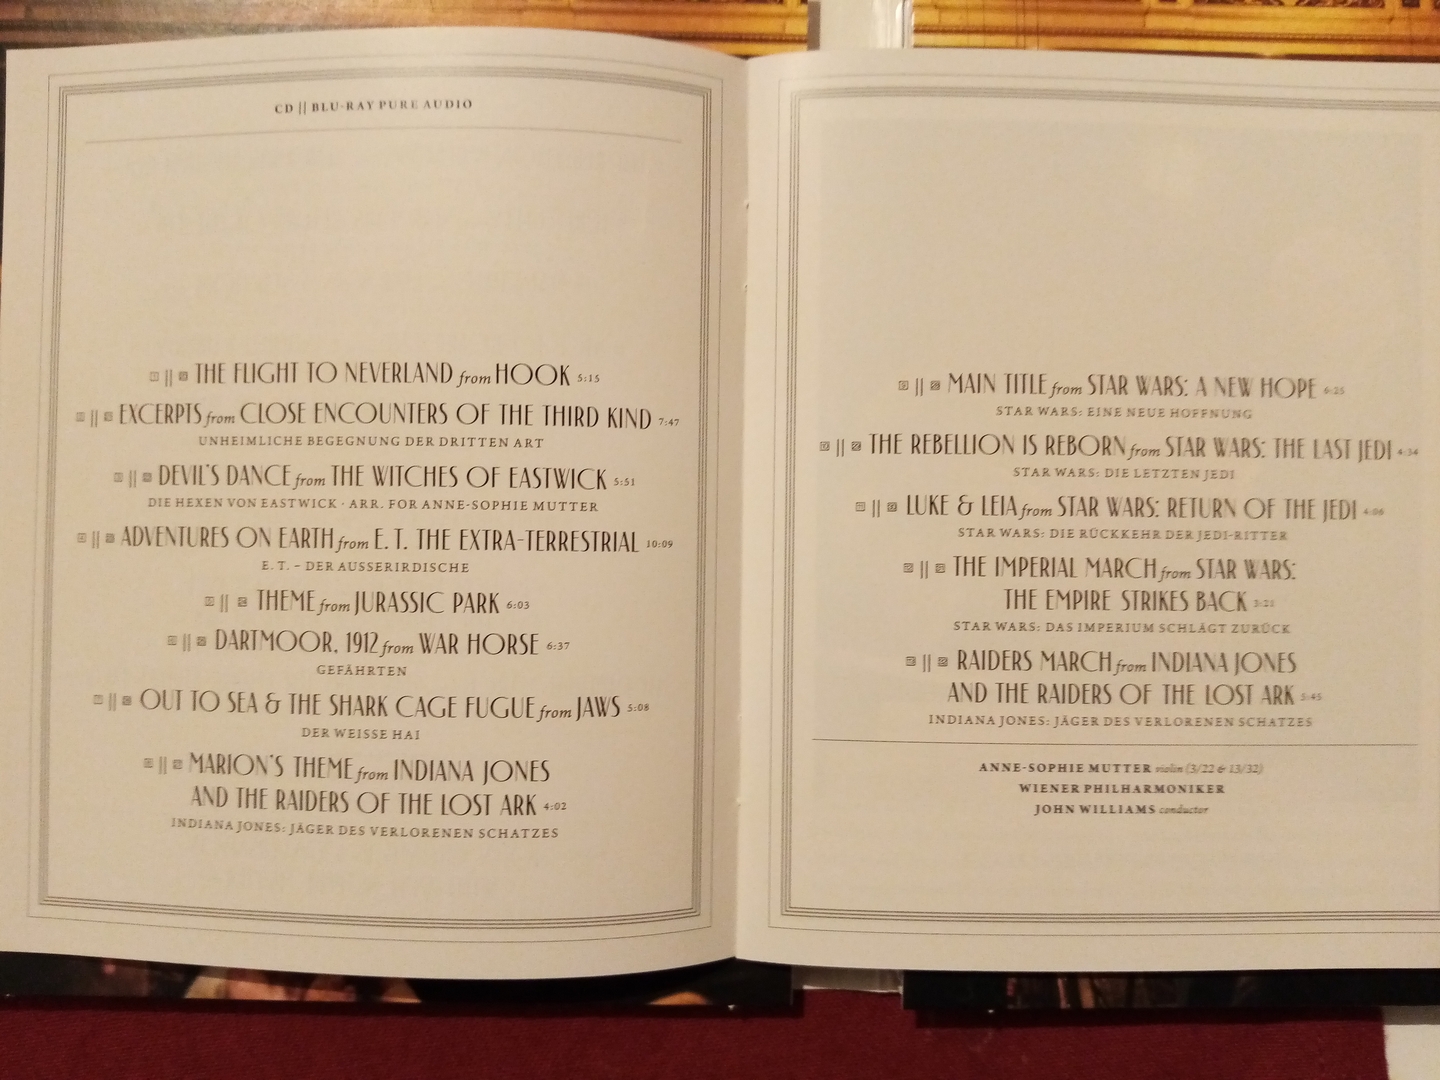 CD || BLU-RAY PURE AUDIO
|| THE FLIGHT TO NEVERLAND from HOOK 5:15
|| EXCERPTS from CLOSE ENCOUNTERS OF THE THIRD KIND 7:47
UNHEIMLICHE BEGEGNUNG DER DRITTEN ART
|| DEVIL'S DANCE from THE WITCHES OF EASTWICK 5:51
DIE HEXEN VON EASTWICK · ARR. FOR ANNE-SOPHIE MUTTER
|| ADVENTURES ON EARTH from E. T. THE EXTRA-TERRESTRIAL 10:09
E. T. – DER AUSSERIRDISCHE
|| THEME from JURASSIC PARK 6:03
|| DARTMOOR, 1912 from WAR HORSE 6:37
GEFÄHRTEN
|| OUT TO SEA & THE SHARK CAGE FUGUE from JAWS 5:08
DER WEISSE HAI
|| MARION'S THEME from INDIANA JONES
AND THE RAIDERS OF THE LOST ARK 4:02
INDIANA JONES: JÄGER DES VERLORENEN SCHATZES
|| MAIN TITLE from STAR WARS: A NEW HOPE 6:25
STAR WARS: EINE NEUE HOFFNUNG
|| THE REBELLION IS REBORN from STAR WARS: THE LAST JEDI 4:34
STAR WARS: DIE LETZTEN JEDI
|| LUKE & LEIA from STAR WARS: RETURN OF THE JEDI
STAR WARS: DIE RÜCKKEHR DER JEDI-RITTER
|| THE IMPERIAL MARCH from STAR WARS:
THE EMPIRE STRIKES BACK
STAR WARS: DAS IMPERIUM SCHLÄGT ZURÜCK
|| RAIDERS MARCH from INDIANA JONES
AND THE RAIDERS OF THE LOST ARK
INDIANA JONES: JÄGER DES VERLORENEN SCHATZES
ANNE-SOPHIE MUTTER violin (3/22 & 13/32)
WIENER PHILHARMONIKER
JOHN WILLIAMS conductor